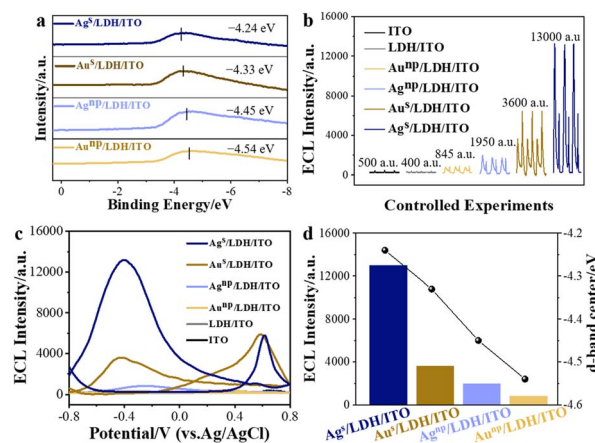 a
Ag^s/LDH/ITO
−4.24 eV
Au^s/LDH/ITO
−4.33 eV
Ag^np/LDH/ITO
−4.45 eV
Au^np/LDH/ITO
−4.54 eV
Intensity/a.u.
0 -2 -4 -6 -8
Binding Energy/eV
b
ECL Intensity/a.u.
16000
12000
8000
4000
0
ITO
LDH/ITO
Au^np/LDH/ITO
Ag^np/LDH/ITO
Au^s/LDH/ITO
Ag^s/LDH/ITO
500 a.u.
400 a.u.
845 a.u.
1950 a.u.
3600 a.u.
13000 a.u.
Controlled Experiments
c
ECL Intensity/a.u.
16000
12000
8000
4000
0
Ag^s/LDH/ITO
Au^s/LDH/ITO
Ag^np/LDH/ITO
Au^np/LDH/ITO
LDH/ITO
ITO
-0.8 -0.4 0.0 0.4 0.8
Potential/V (vs.Ag/AgCl)
d
ECL Intensity/a.u.
16000
12000
8000
4000
0
-4.2
-4.3
-4.4
-4.5
-4.6
d-band center/eV
Ag^s/LDH/ITO
Au^s/LDH/ITO
Ag^np/LDH/ITO
Au^np/LDH/ITO